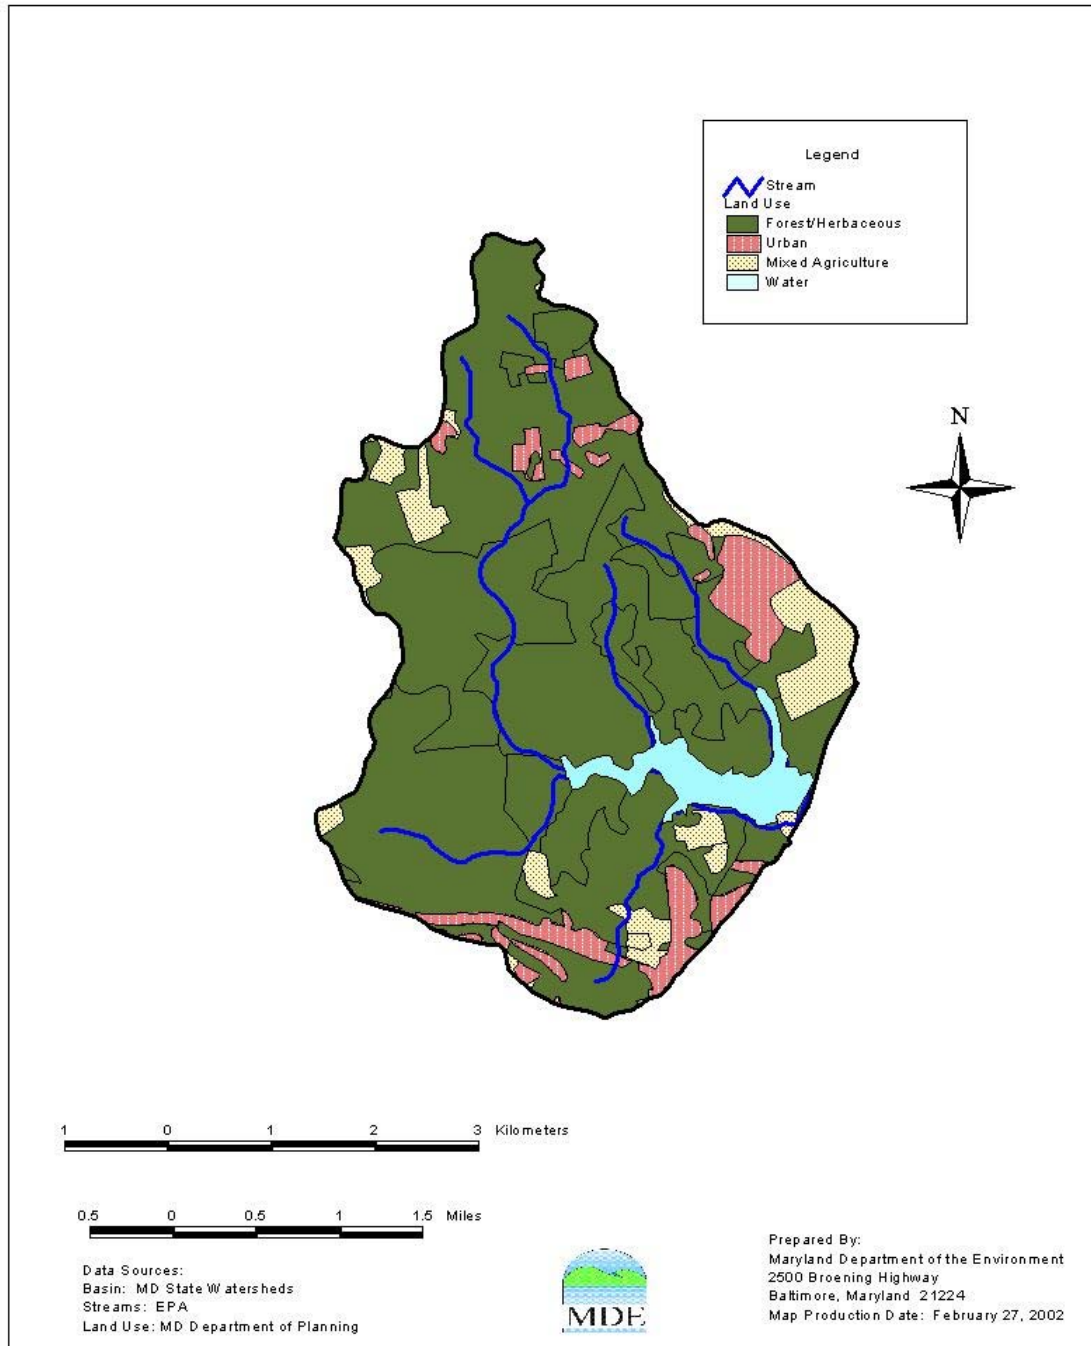 Legend
Stream
Land Use
Forest/Herbaceous
Urban
Mixed Agriculture
Water
N
1 0 1 2 3 Kilometers
0.5 0 0.5 1 1.5 Miles
Data Sources:
Basin: MD State Watersheds
Streams: EPA
Land Use: MD Department of Planning
MDE
Prepared By:
Maryland Department of the Environment
2500 Broening Highway
Baltimore, Maryland 21224
Map Production Date: February 27, 2002